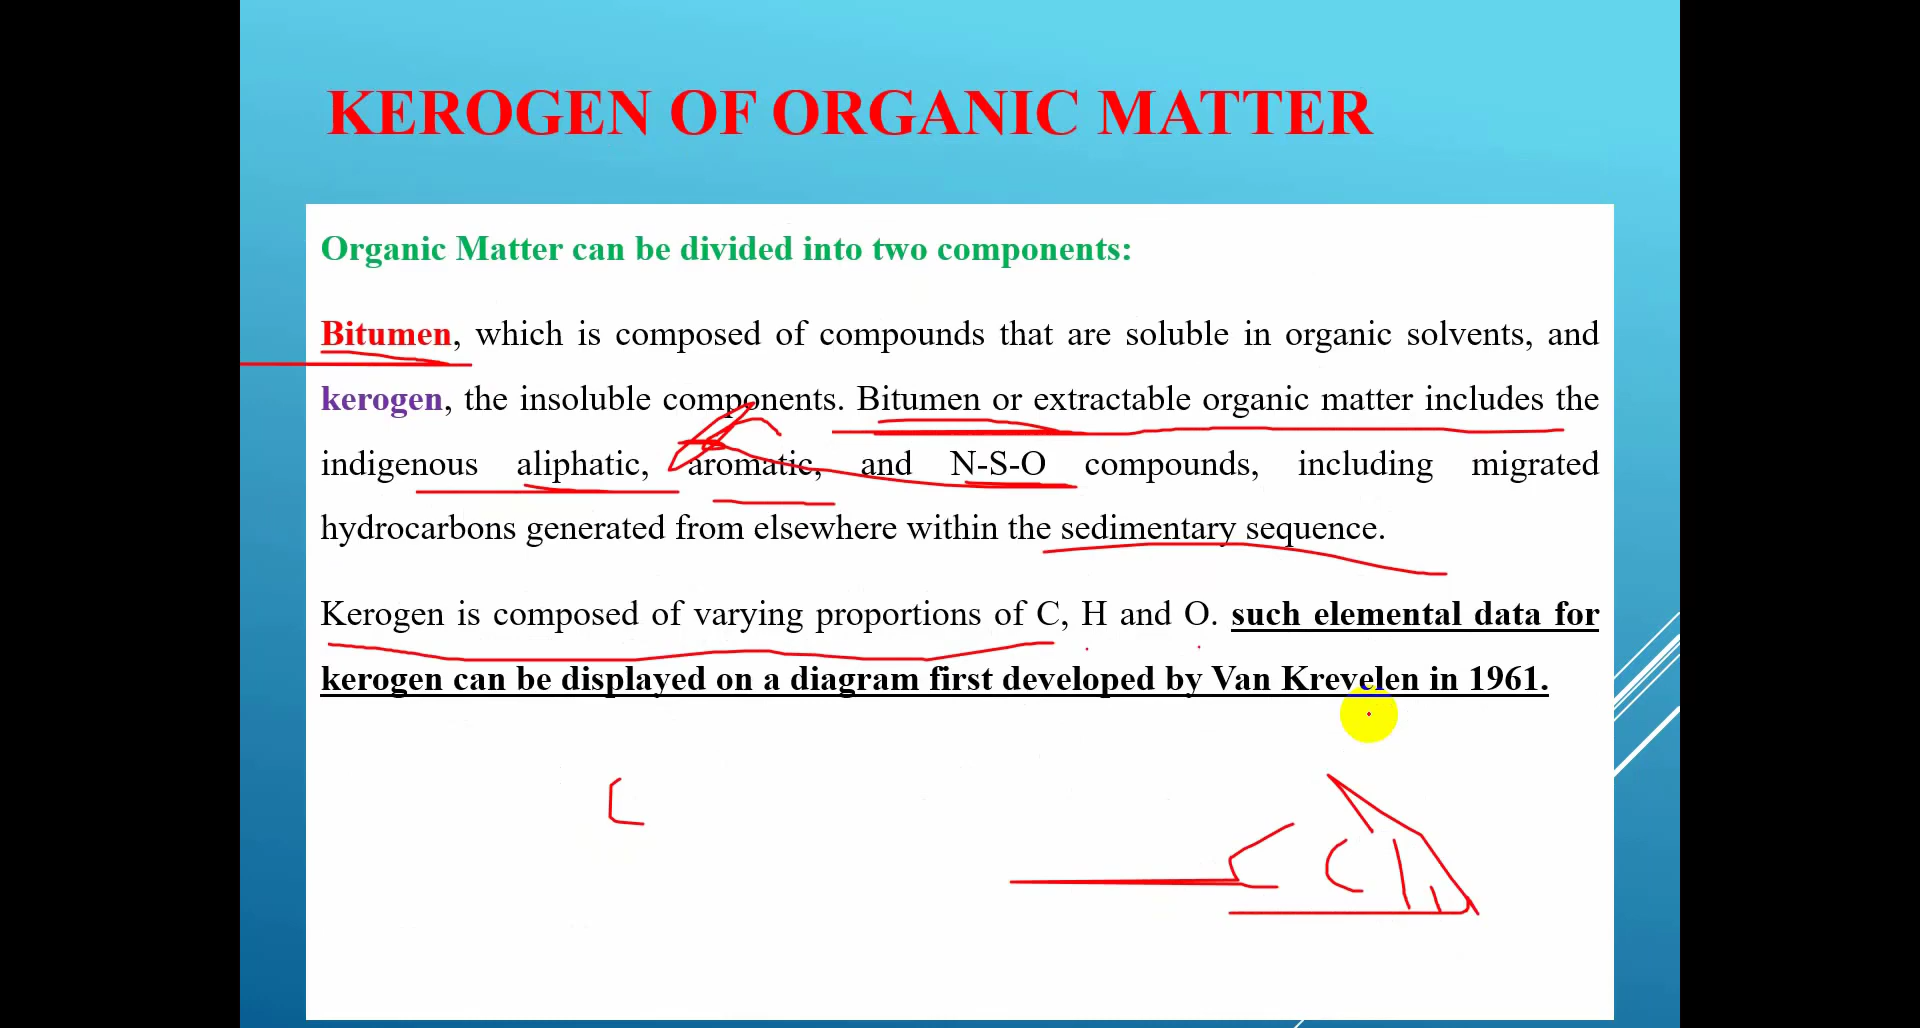 KEROGEN OF ORGANIC MATTER
Organic Matter can be divided into two components:
Bitumen, which is composed of compounds that are soluble in organic solvents, and
kerogen, the insoluble components. Bitumen or extractable organic matter includes the
indigenous aliphatic, aromatic, and N-S-O compounds, including migrated
hydrocarbons generated from elsewhere within the sedimentary sequence.
Kerogen is composed of varying proportions of C, H and O. such elemental data for
kerogen can be displayed on a diagram first developed by Van Krevelen in 1961.